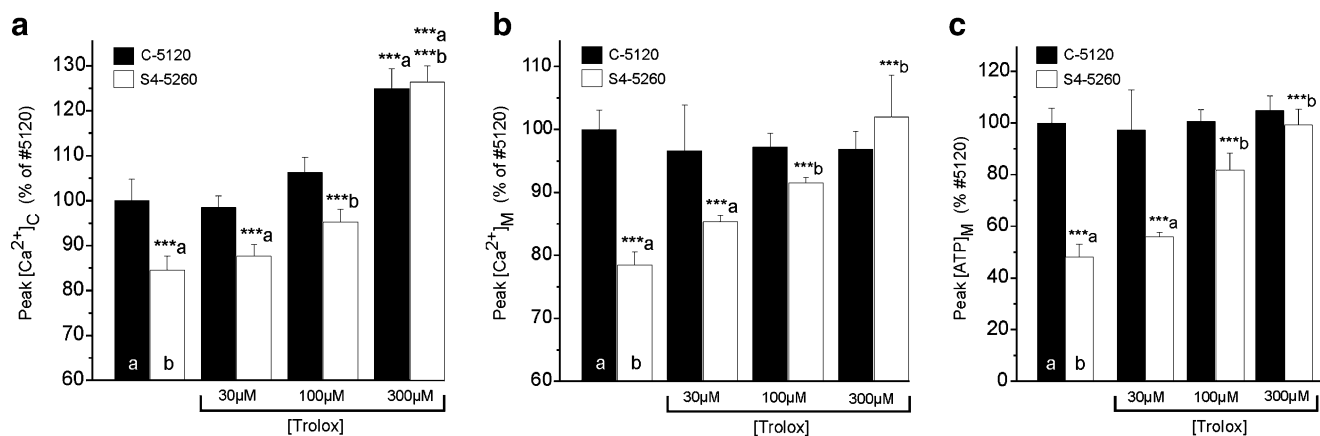 a
C-5120
S4-5260
Peak [Ca²⁺]C (% of #5120)
130
120
110
100
90
80
70
60
***a
***a
***a
***b
***a
***b
a
b
30µM
100µM
300µM
[Trolox]
b
C-5120
S4-5260
Peak [Ca²⁺]M (% of #5120)
110
100
90
80
70
60
***a
***a
***b
***b
a
b
30µM
100µM
300µM
[Trolox]
c
C-5120
S4-5260
Peak [ATP]M (% #5120)
120
100
80
60
40
20
0
***a
***a
***b
***b
a
b
30µM
100µM
300µM
[Trolox]